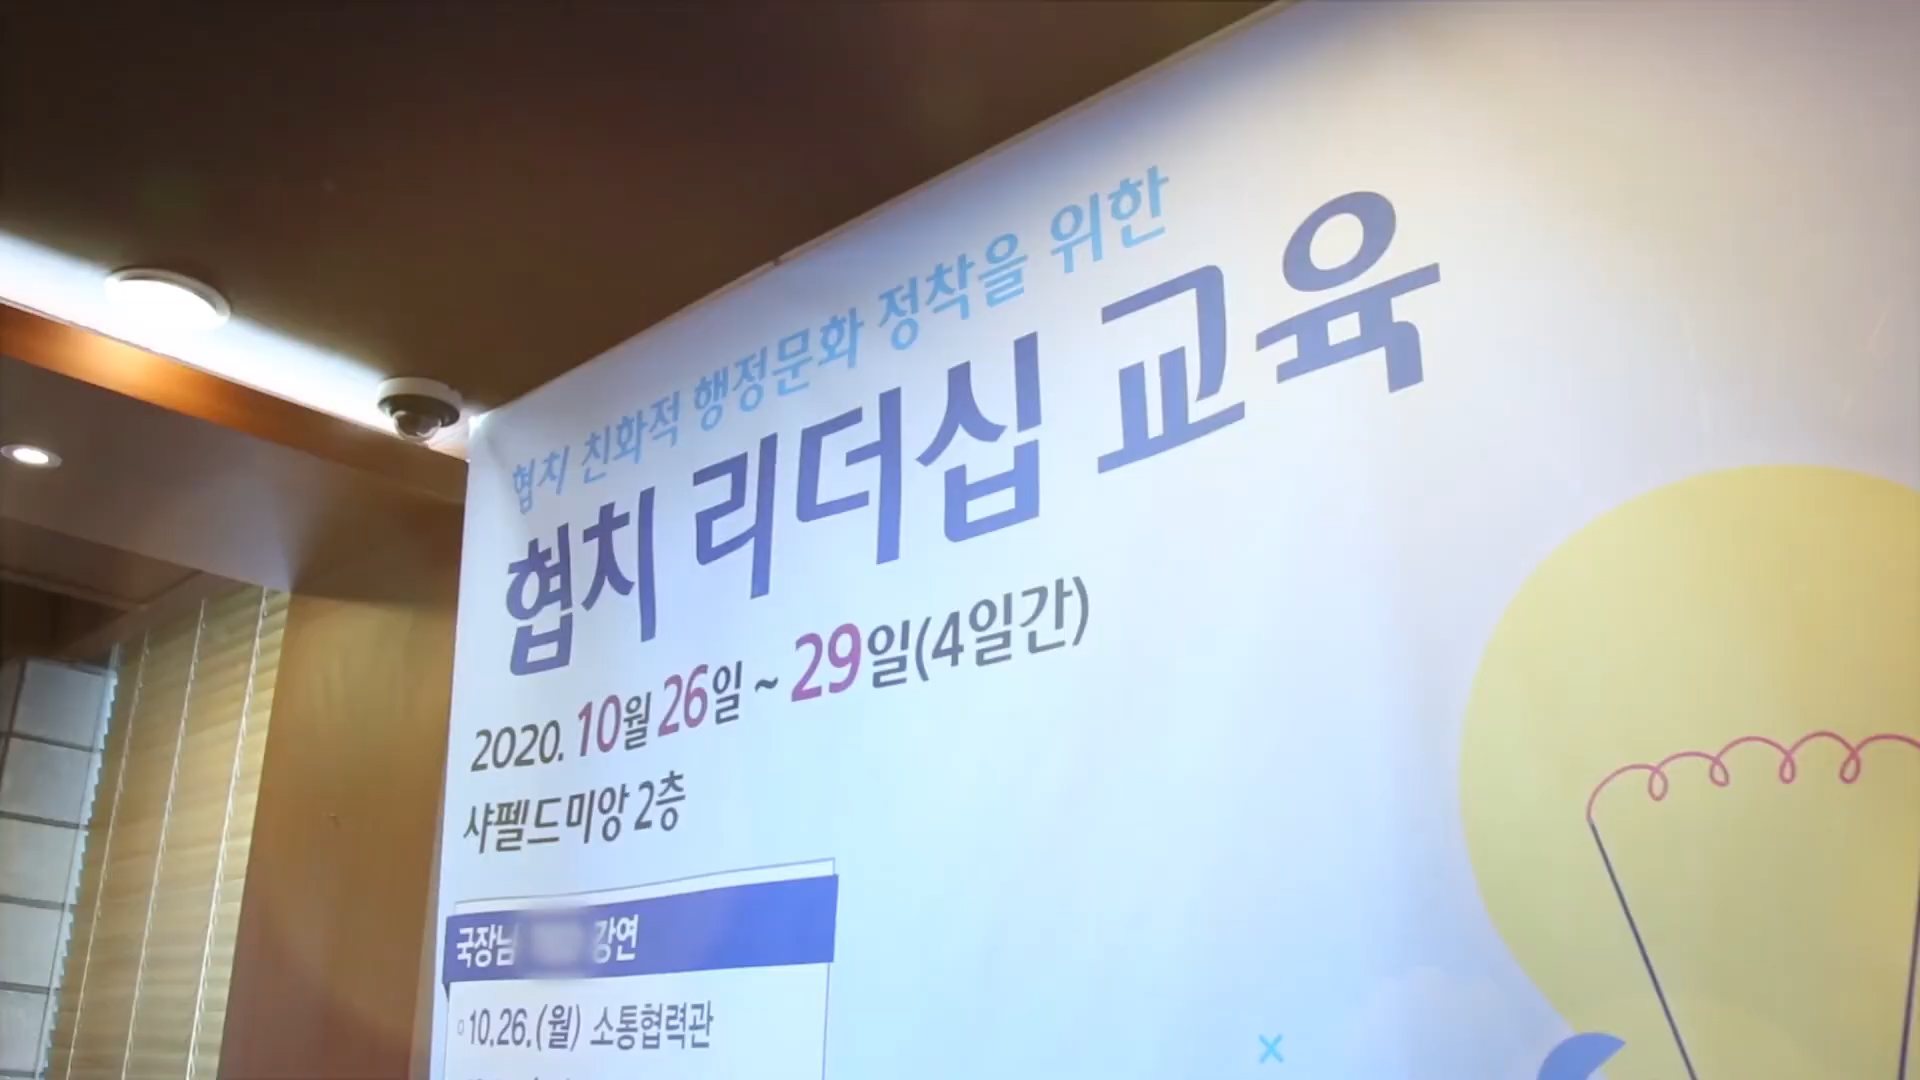 협치 친화적 행정문화 정착을 위한
협치 리더십 교육
2020. 10월 26일 ~ 29일(4일간)
샤펠드미앙 2층
국장님 강연
10.26.(월) 소통협력관